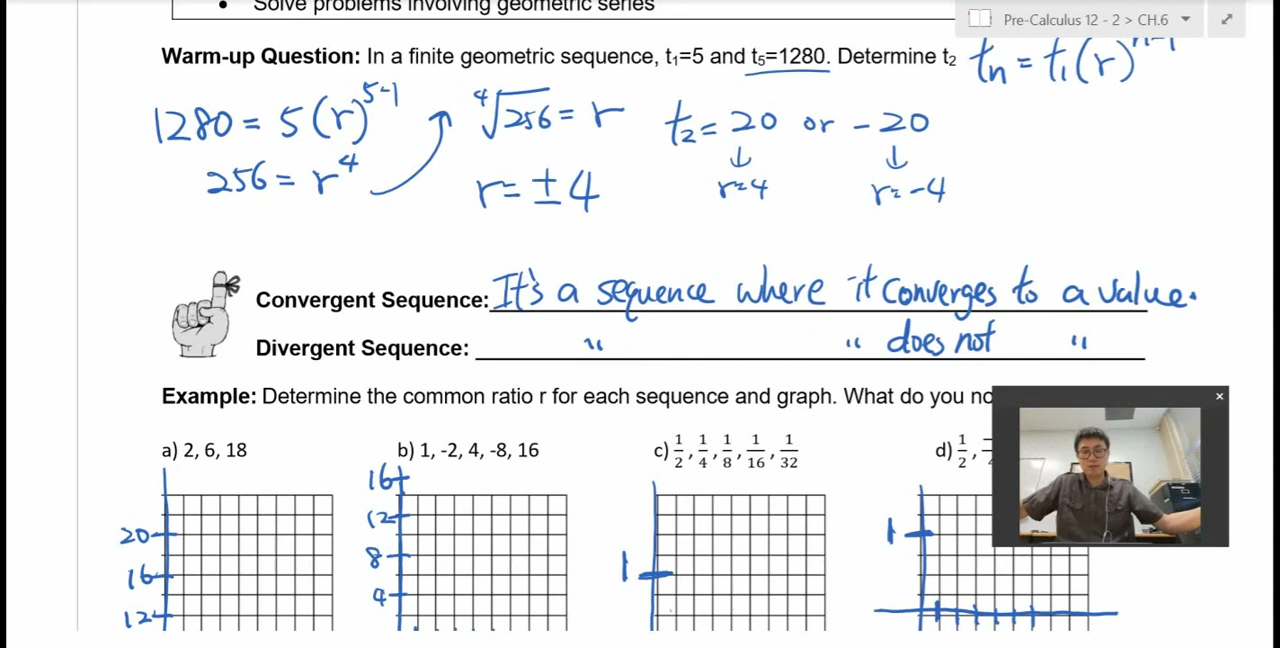 • Solve problems involving geometric series
Pre-Calculus 12 - 2 > CH.6
Warm-up Question: In a finite geometric sequence, t₁=5 and t₅=1280. Determine t₂
tₙ = t₁(r)ⁿ⁻¹
1280 = 5(r)⁵⁻¹
256 = r⁴
⁴√256 = r
r = ±4
t₂ = 20 or -20
↓ ↓
r=4 r=-4
Convergent Sequence: It's a sequence where it converges to a value.
Divergent Sequence: " " does not "
Example: Determine the common ratio r for each sequence and graph. What do you no
×
a) 2, 6, 18
b) 1, -2, 4, -8, 16
c) 1/2, 1/4, 1/8, 1/16, 1/32
d) 1/2, -
20
16
12
16
12
8
4
1
1